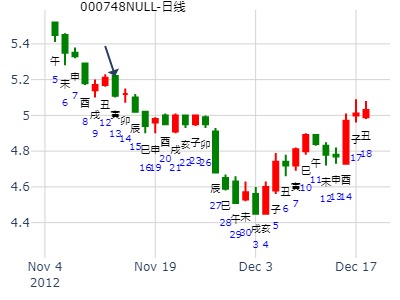 000748NULL-日线
5.4
5.2
5
4.8
4.6
4.4
午
5
未
6
申
7
酉
8
戌
9
丑
12
寅
13
卯
14
辰
15
巳
16
申
19
酉
20
戌
21
亥
22
子
23
卯
26
辰
27
巳
28
午
29
未
30
戌
3
亥
4
子
5
丑
6
寅
7
巳
10
午
11
未
12
申
13
酉
14
子
17
丑
18
Nov 4
2012
Nov 19
Dec 3
Dec 17